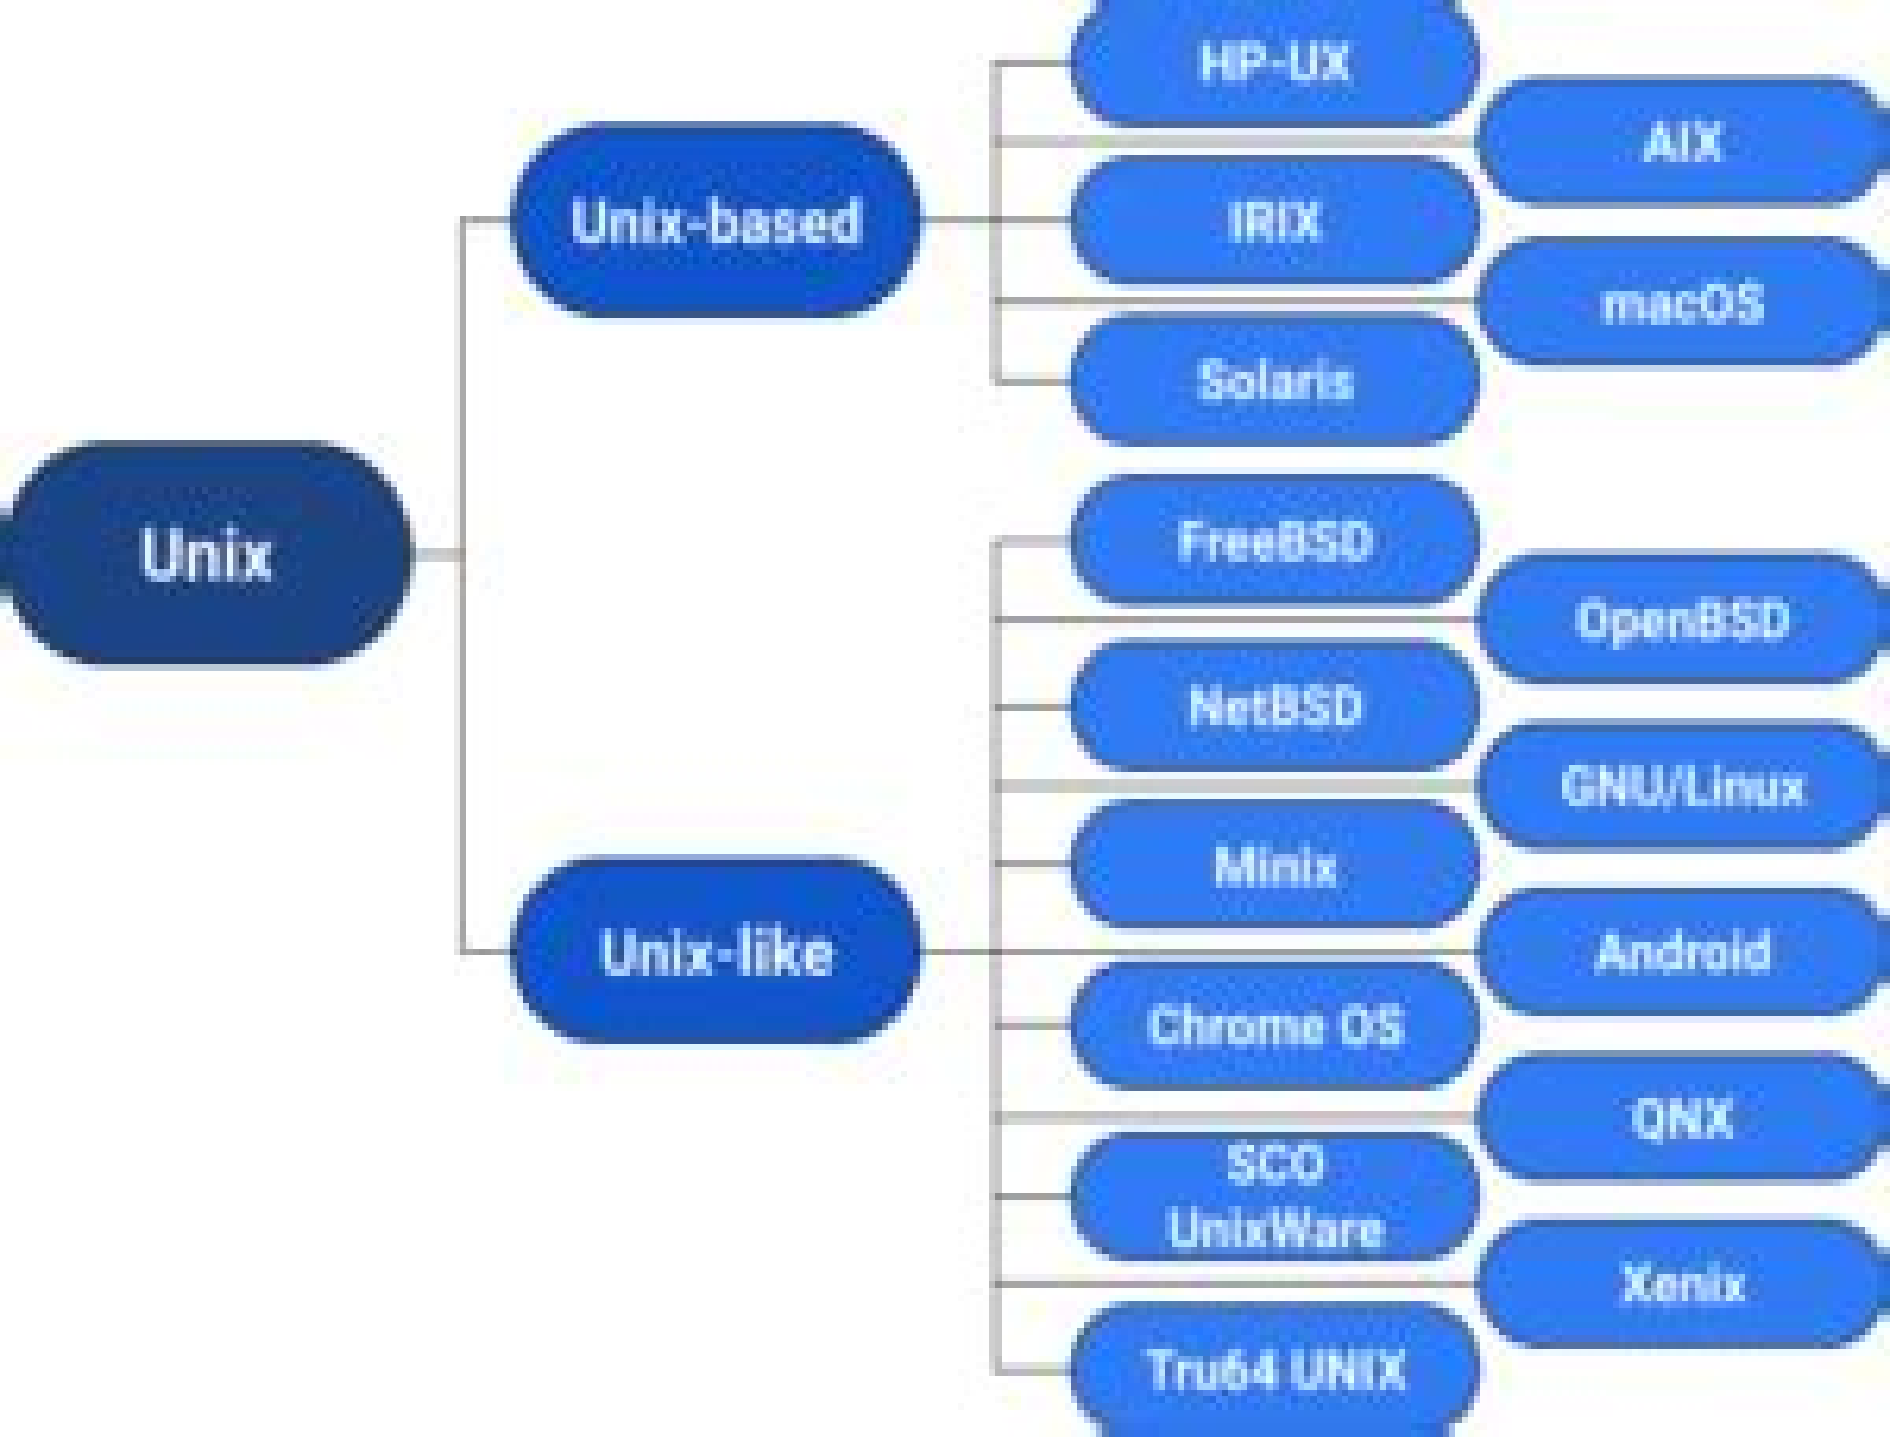 Unix
Unix-based
HP-UX
AIX
IRIX
macOS
Solaris
Unix-like
FreeBSD
OpenBSD
NetBSD
GNU/Linux
Minix
Android
Chrome OS
QNX
SCO
UnixWare
Xenix
Tru64 UNIX